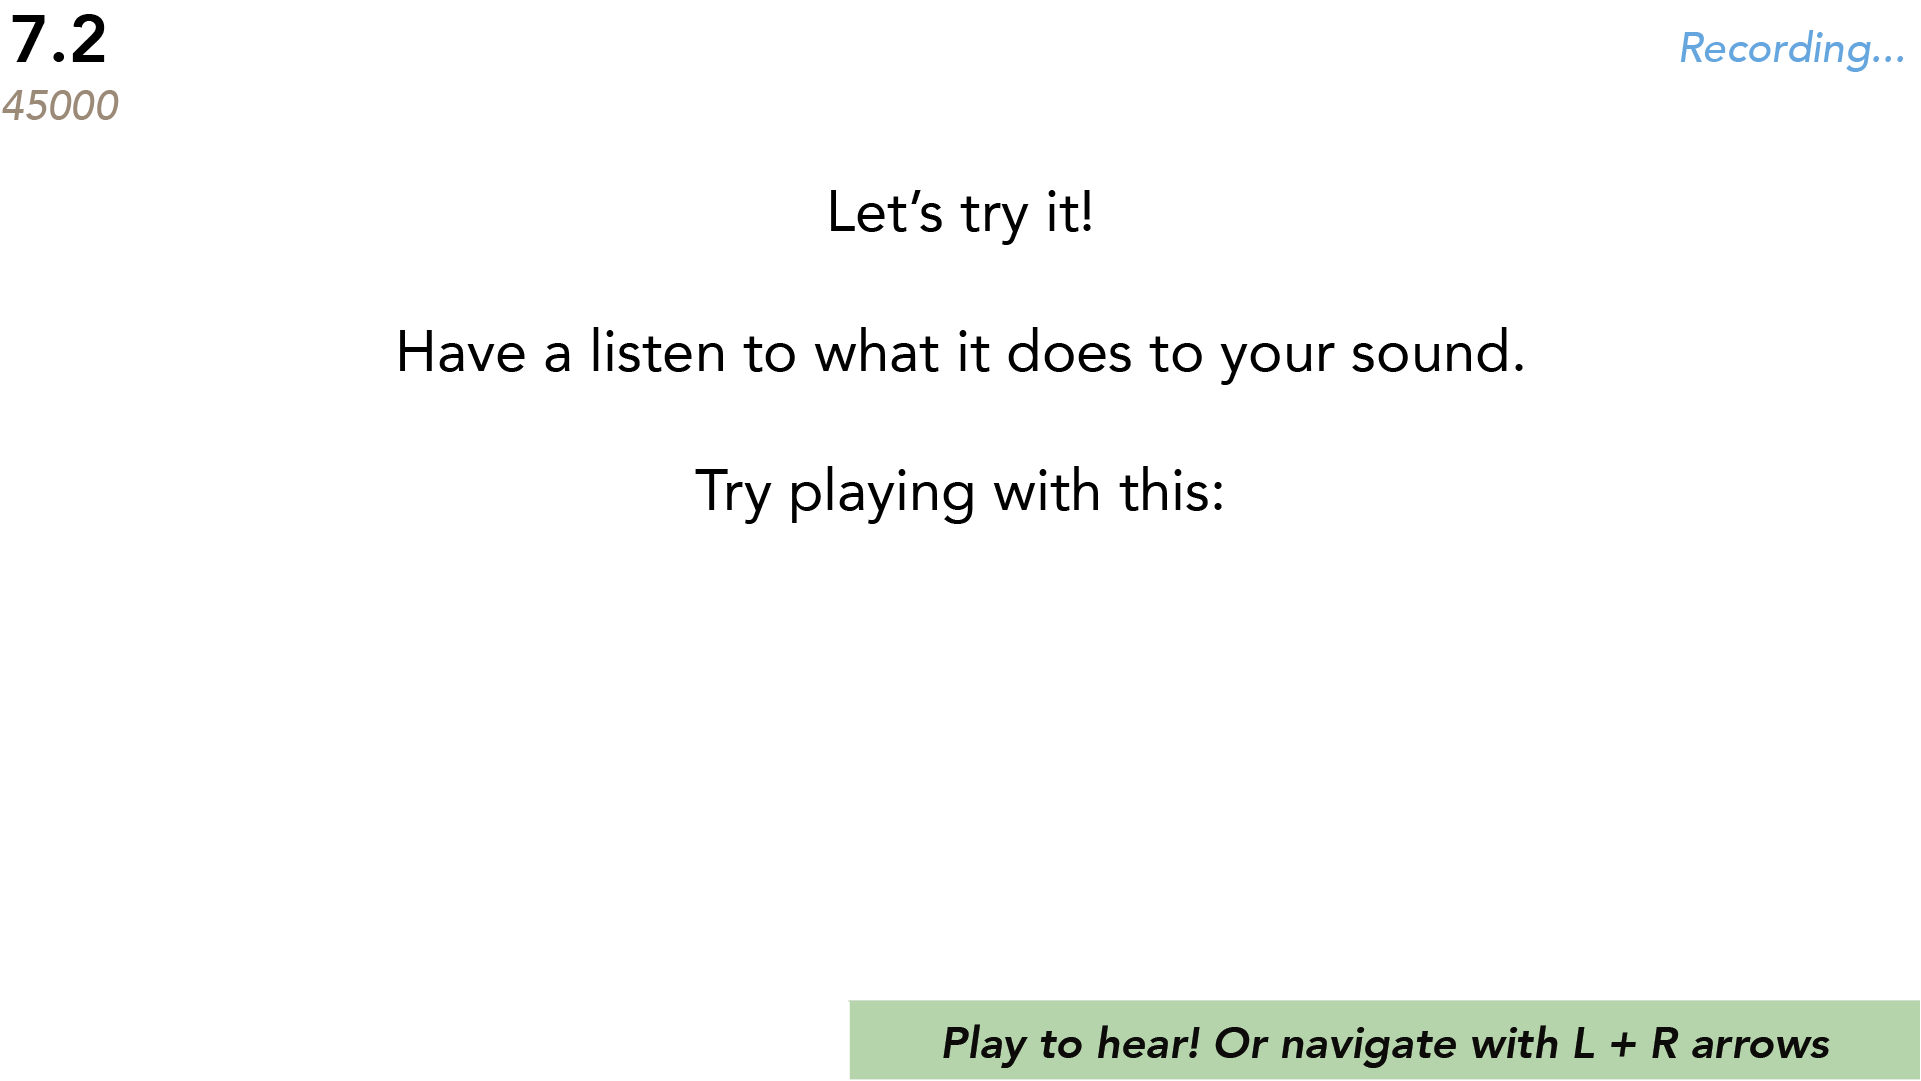 7.2
45000
Recording...
Let’s try it!
Have a listen to what it does to your sound.
Try playing with this:
Play to hear! Or navigate with L + R arrows